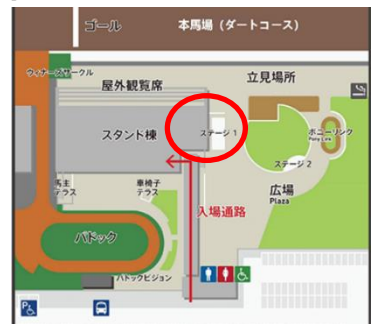 ゴール
本馬場（ダートコース）
ウィナーズサークル
屋外観覧席
立見場所
スタンド棟
ステージ 1
ポニーリンク
Pony Link
ステージ 2
馬主
テラス
車椅子
テラス
広場
Plaza
入場通路
パドック
パドックビジョン
P